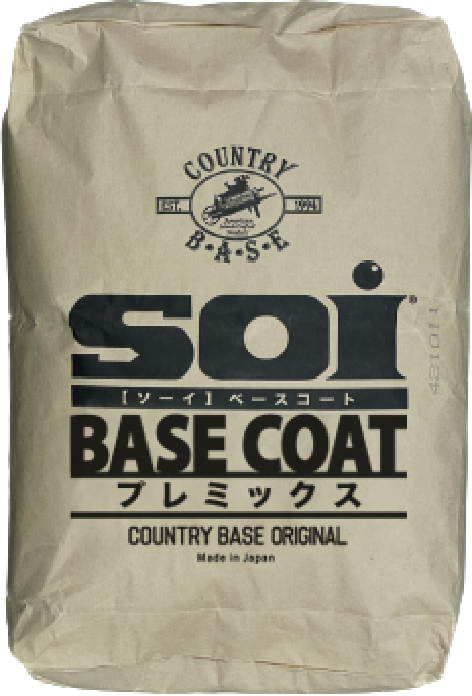 COUNTRY
EST. 1994
B•A•S•E
soi®
[ソーイ] ベースコート
BASE COAT
プレミックス
COUNTRY BASE ORIGINAL
Made in Japan